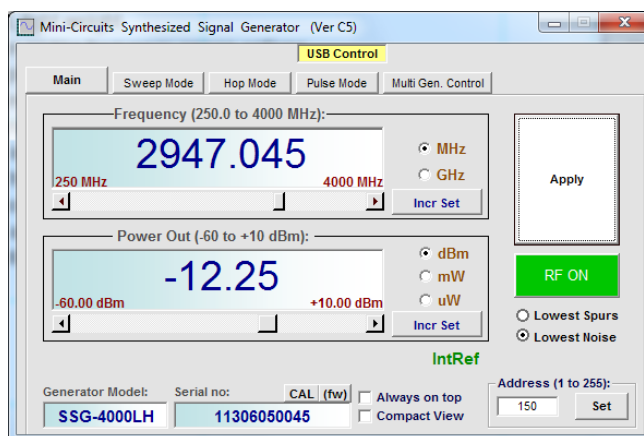 Mini-Circuits Synthesized Signal Generator (Ver C5)
USB Control
Main Sweep Mode Hop Mode Pulse Mode Multi Gen. Control
Frequency (250.0 to 4000 MHz):
2947.045
250 MHz 4000 MHz
MHz
GHz
Incr Set
Apply
Power Out (-60 to +10 dBm):
-12.25
-60.00 dBm +10.00 dBm
dBm
mW
uW
Incr Set
RF ON
Lowest Spurs
Lowest Noise
IntRef
Generator Model: Serial no: CAL (fw)
SSG-4000LH 11306050045
Always on top
Compact View
Address (1 to 255):
150 Set